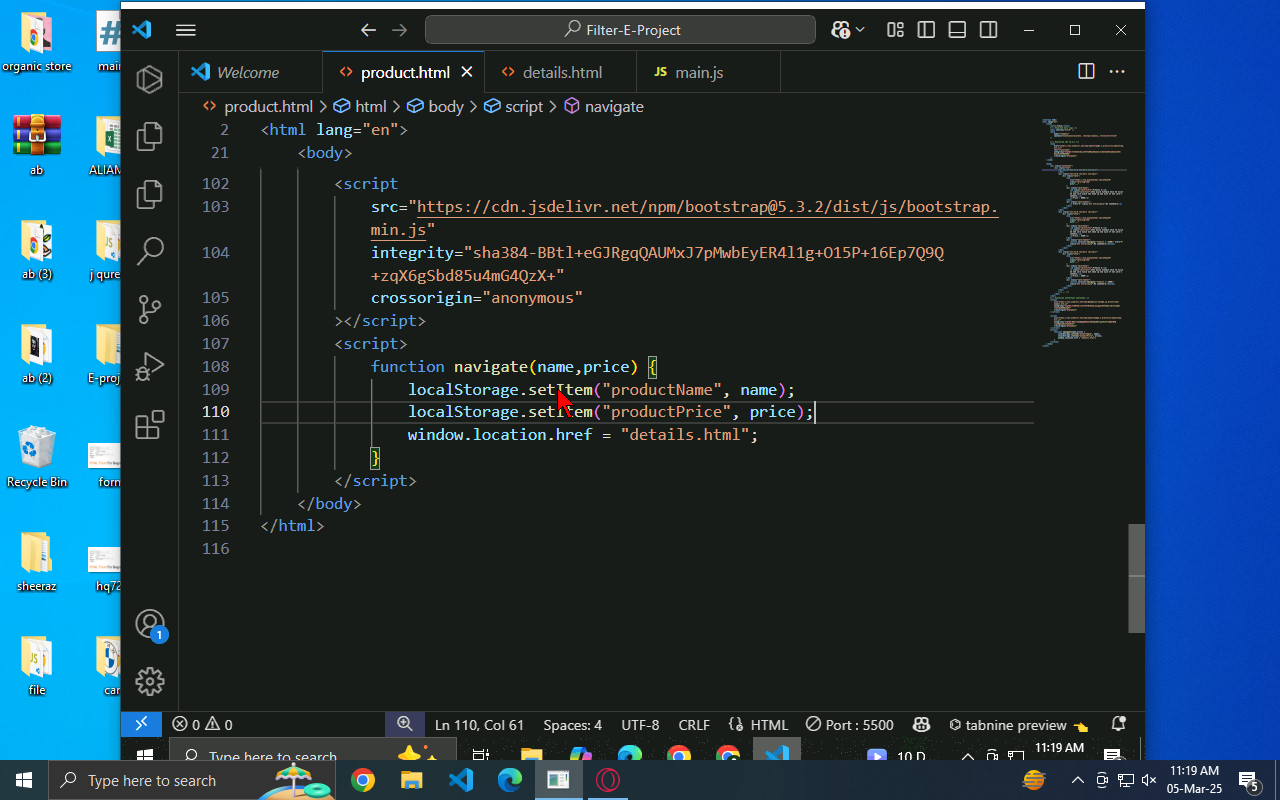 organic store
main
ab
ALIAM
ab (3)
j qure
ab (2)
E-proj
Recycle Bin
form
sheeraz
hq72
file
car
Filter-E-Project
Welcome
product.html
details.html
JS main.js
product.html > html > body > script > navigate
2 <html lang="en">
21 <body>
102 <script
103 src="https://cdn.jsdelivr.net/npm/bootstrap@5.3.2/dist/js/bootstrap.
min.js"
104 integrity="sha384-BBtl+eGJRgqQAUMxJ7pMwbEyER4l1g+O15P+16Ep7Q9Q
+zqX6gSbd85u4mG4QzX+"
105 crossorigin="anonymous"
106 ></script>
107 <script>
108 function navigate(name,price) {
109 localStorage.setItem("productName", name);
110 localStorage.setItem("productPrice", price);
111 window.location.href = "details.html";
112 }
113 </script>
114 </body>
115 </html>
116
1
0 0
Ln 110, Col 61
Spaces: 4
UTF-8
CRLF
HTML
Port : 5500
tabnine preview
Type here to search
10 D
11:19 AM
Type here to search
11:19 AM
05-Mar-25
5